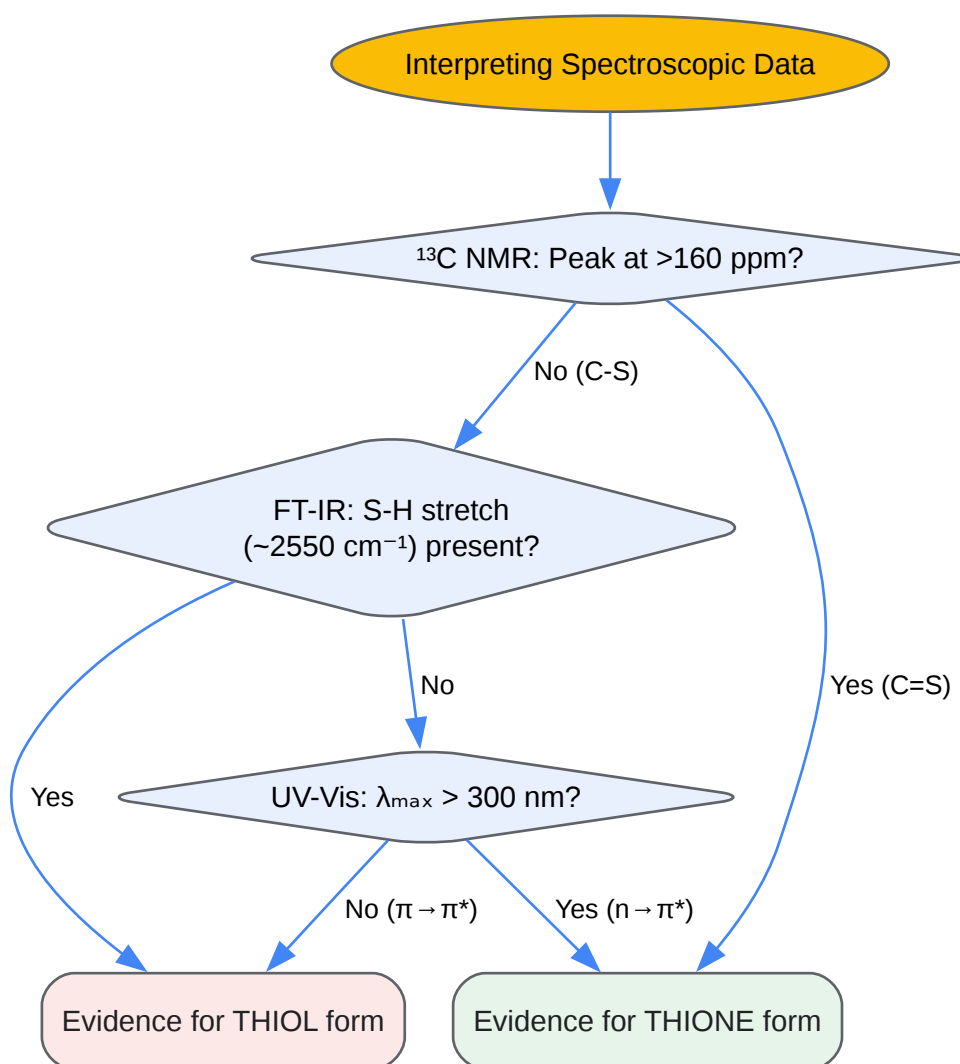 Interpreting Spectroscopic Data
¹³C NMR: Peak at >160 ppm?
No (C-S)
FT-IR: S-H stretch
(~2550 cm⁻¹) present?
No
Yes (C=S)
Yes
UV-Vis: λₘₐₓ > 300 nm?
No (π→π*)
Yes (n→π*)
Evidence for THIOL form
Evidence for THIONE form